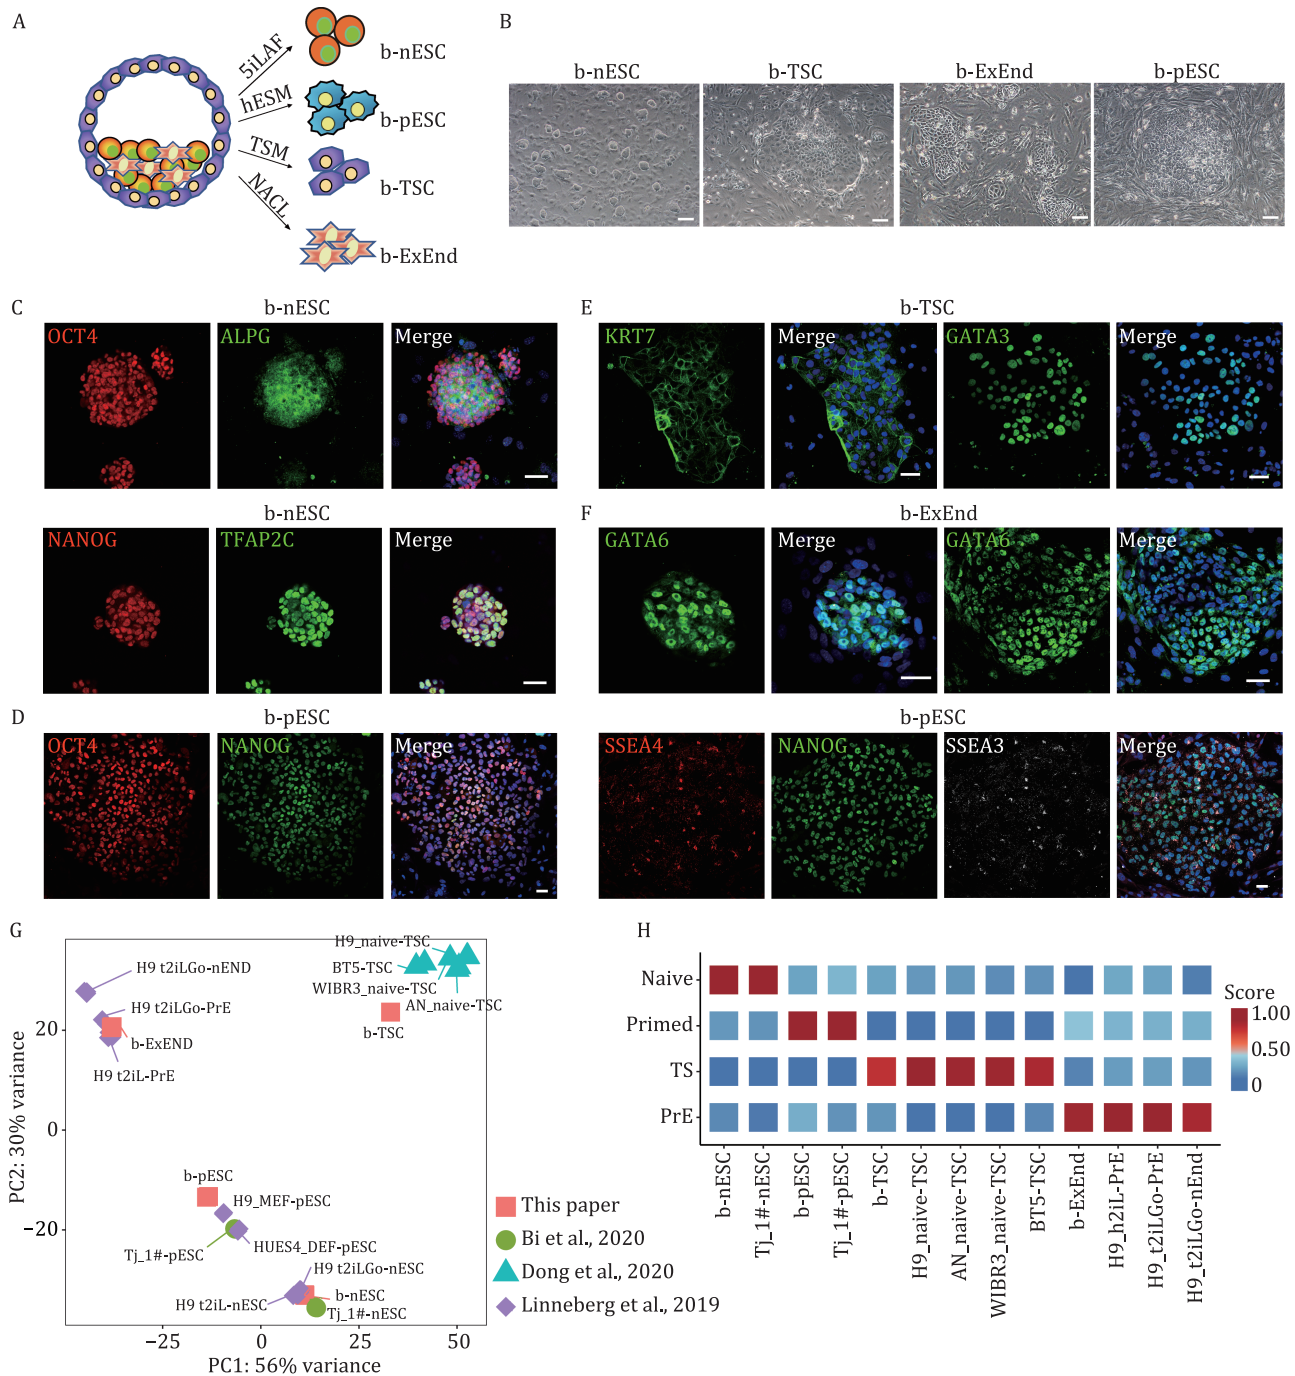 A
5iLAF
hESM
TSM
NACL
b-nESC
b-pESC
b-TSC
b-ExEnd
B
b-nESC
b-TSC
b-ExEnd
b-pESC
C
b-nESC
OCT4
ALPG
Merge
b-nESC
NANOG
TFAP2C
Merge
D
b-pESC
OCT4
NANOG
Merge
E
b-TSC
KRT7
Merge
GATA3
Merge
F
b-ExEnd
GATA6
Merge
GATA6
Merge
b-pESC
SSEA4
NANOG
SSEA3
Merge
G
PC2: 30% variance
20
0
−20
−25
0
25
50
PC1: 56% variance
H9 t2iLGo-nEND
H9 t2iLGo-PrE
b-ExEND
H9 t2iL-PrE
H9_naive-TSC
BT5-TSC
WIBR3_naive-TSC
AN_naive-TSC
b-TSC
b-pESC
H9_MEF-pESC
Tj_1#-pESC
HUES4_DEF-pESC
H9 t2iLGo-nESC
H9 t2iL-nESC
b-nESC
Tj_1#-nESC
This paper
Bi et al., 2020
Dong et al., 2020
Linneberg et al., 2019
H
Naive
Primed
TS
PrE
b-nESC
Tj_1#-nESC
b-pESC
Tj_1#-pESC
b-TSC
H9_naive-TSC
AN_naive-TSC
WIBR3_naive-TSC
BT5-TSC
b-ExEnd
H9_h2iL-PrE
H9_t2iLGo-PrE
H9_t2iLGo-nEnd
Score
1.00
0.50
0